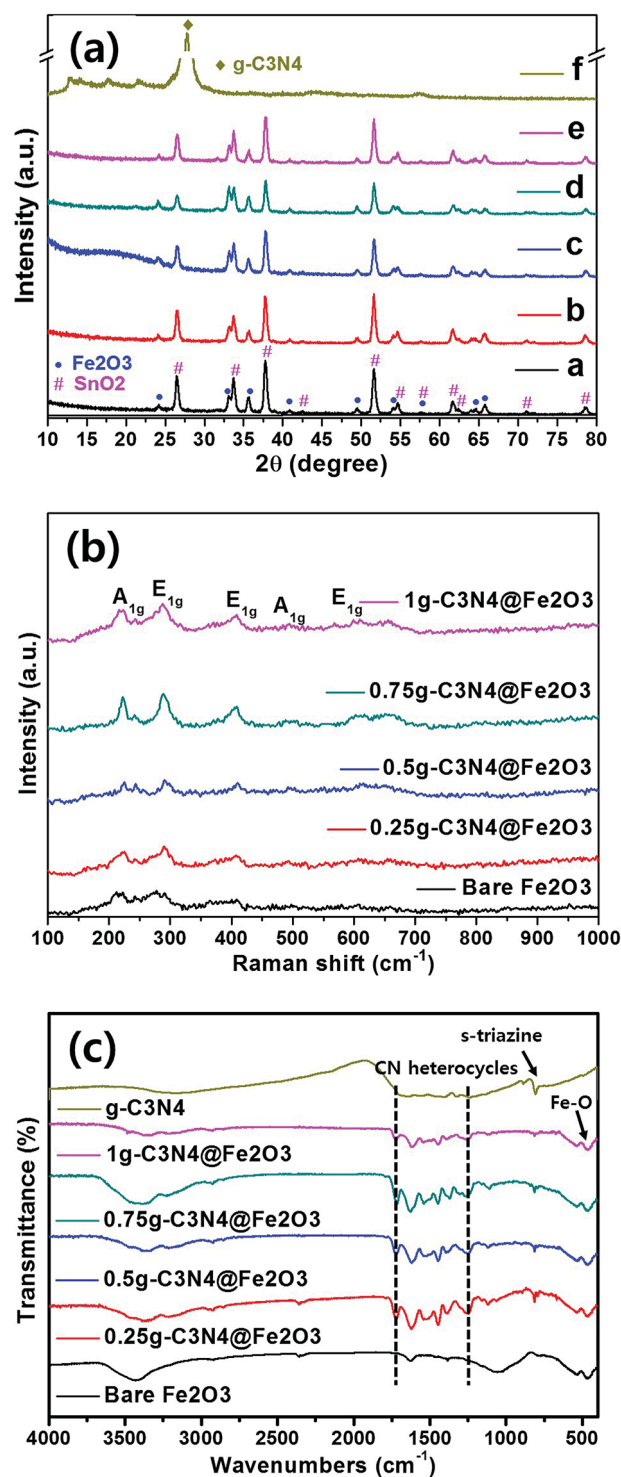 (a)
g-C3N4
f
e
d
c
b
a
Fe2O3
# SnO2
# # # # # # # # # #
Intensity (a.u.)
10 15 20 25 30 35 40 45 50 55 60 65 70 75 80
2θ (degree)
(b)
A1g E1g E1g A1g E1g
1g-C3N4@Fe2O3
0.75g-C3N4@Fe2O3
0.5g-C3N4@Fe2O3
0.25g-C3N4@Fe2O3
Bare Fe2O3
Intensity (a.u.)
100 200 300 400 500 600 700 800 900 1000
Raman shift (cm-1)
(c)
s-triazine
CN heterocycles
Fe-O
g-C3N4
1g-C3N4@Fe2O3
0.75g-C3N4@Fe2O3
0.5g-C3N4@Fe2O3
0.25g-C3N4@Fe2O3
Bare Fe2O3
Transmittance (%)
4000 3500 3000 2500 2000 1500 1000 500
Wavenumbers (cm-1)